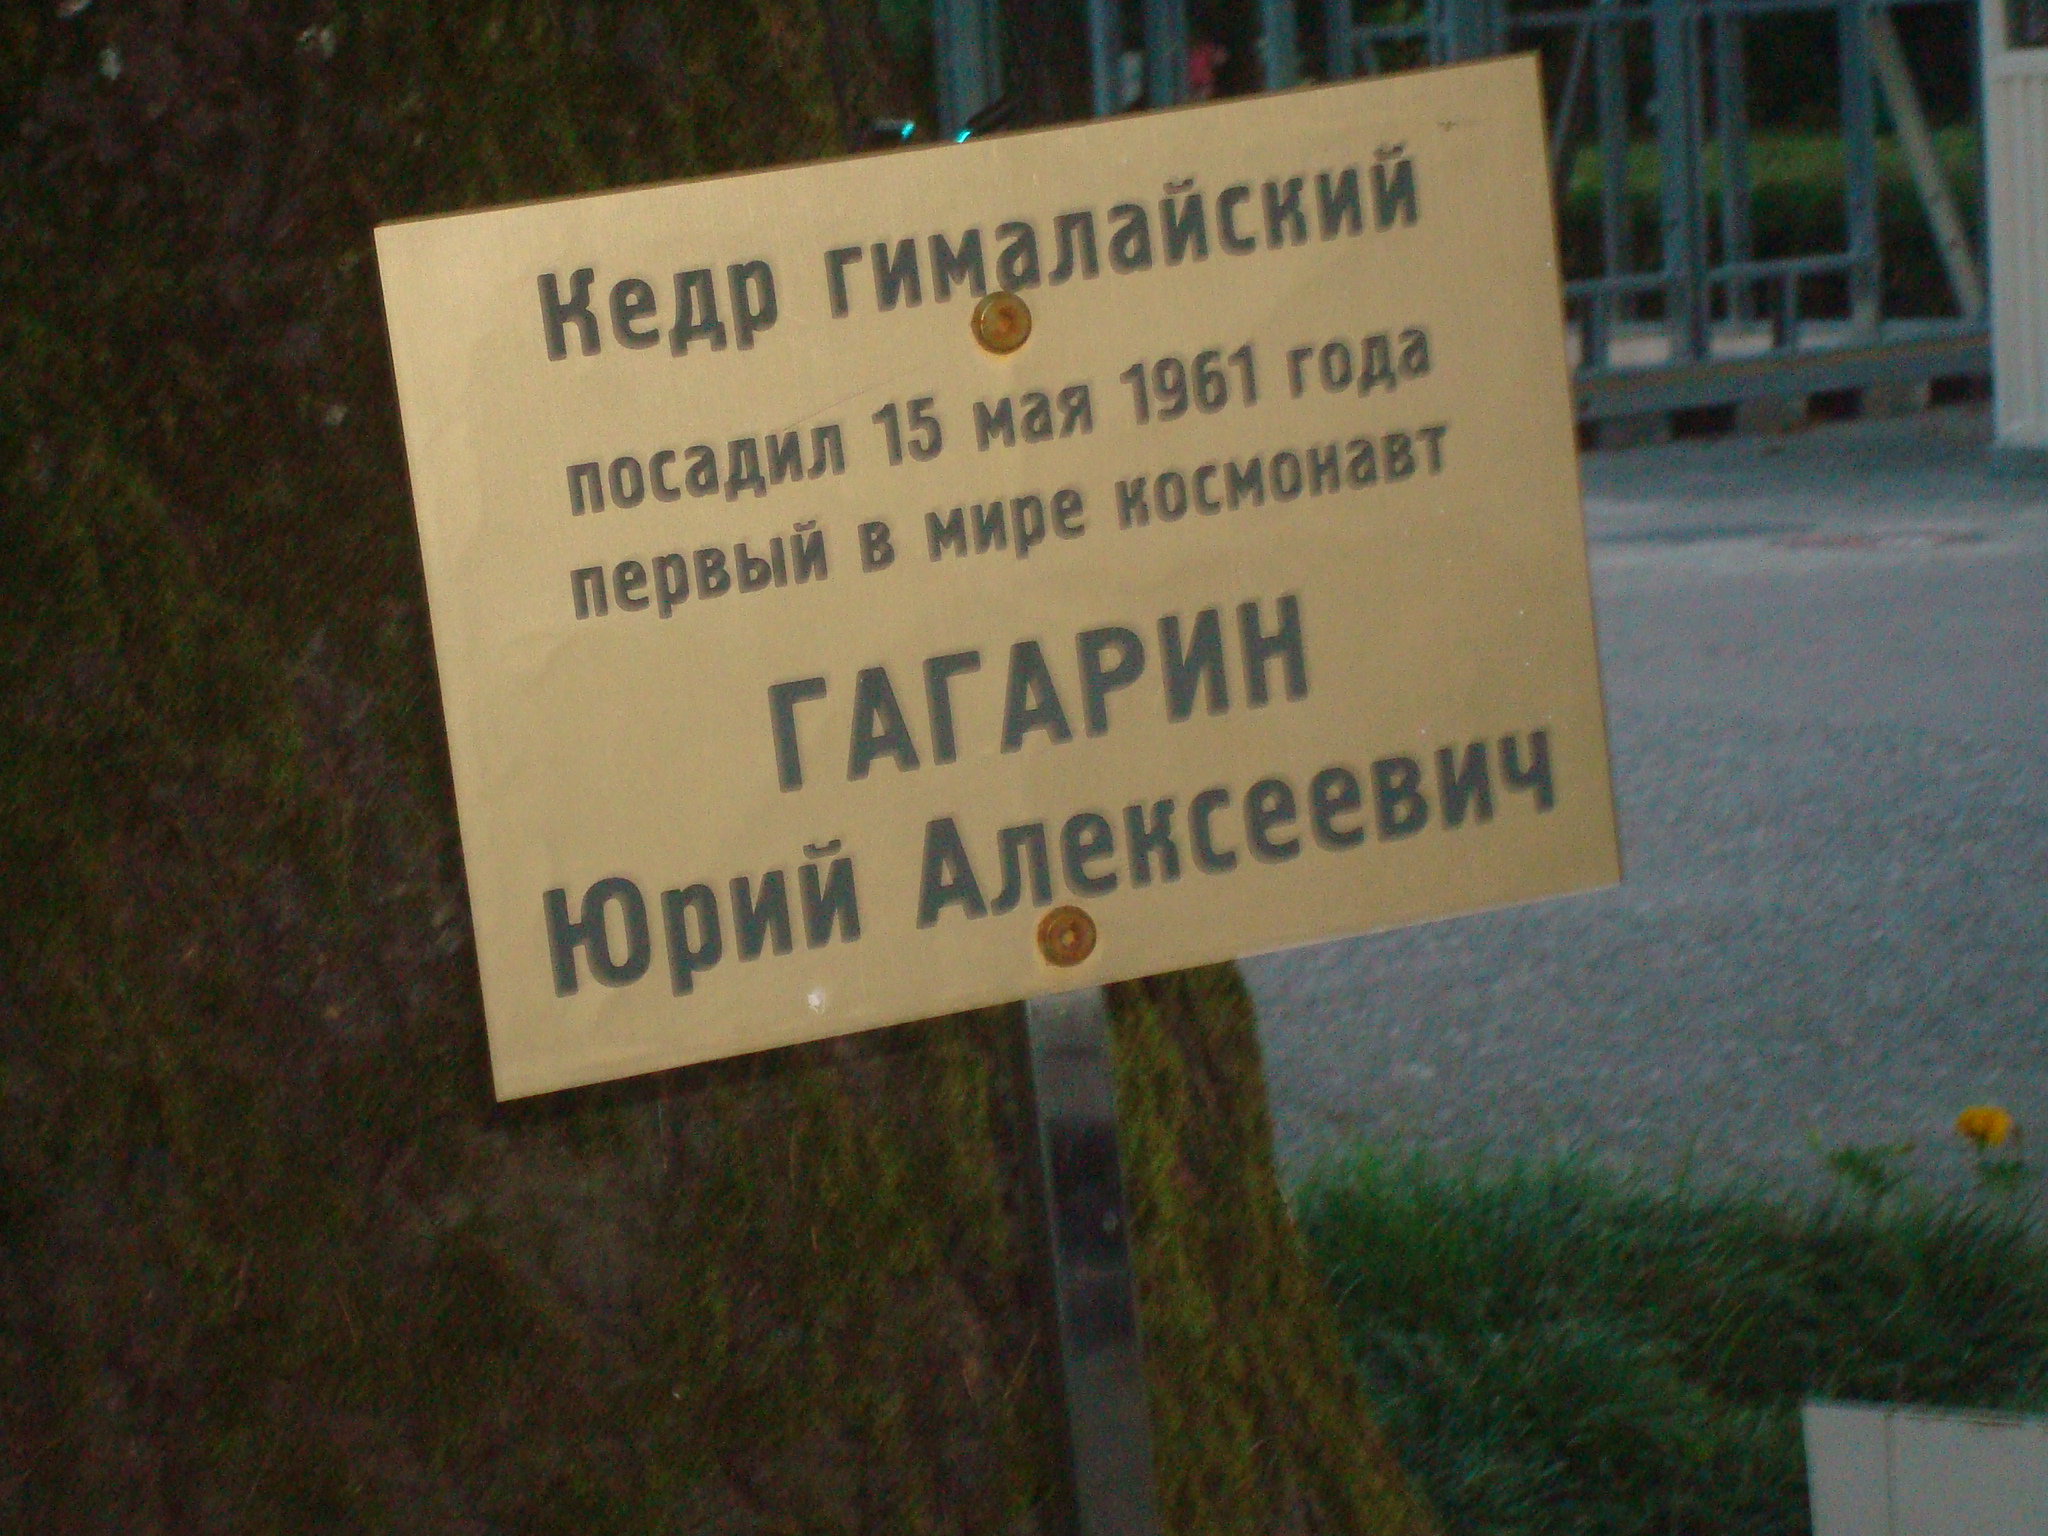 Кедр гималайский
посадил 15 мая 1961 года
первый в мире космонавт
ГАГАРИН
Юрий Алексеевич